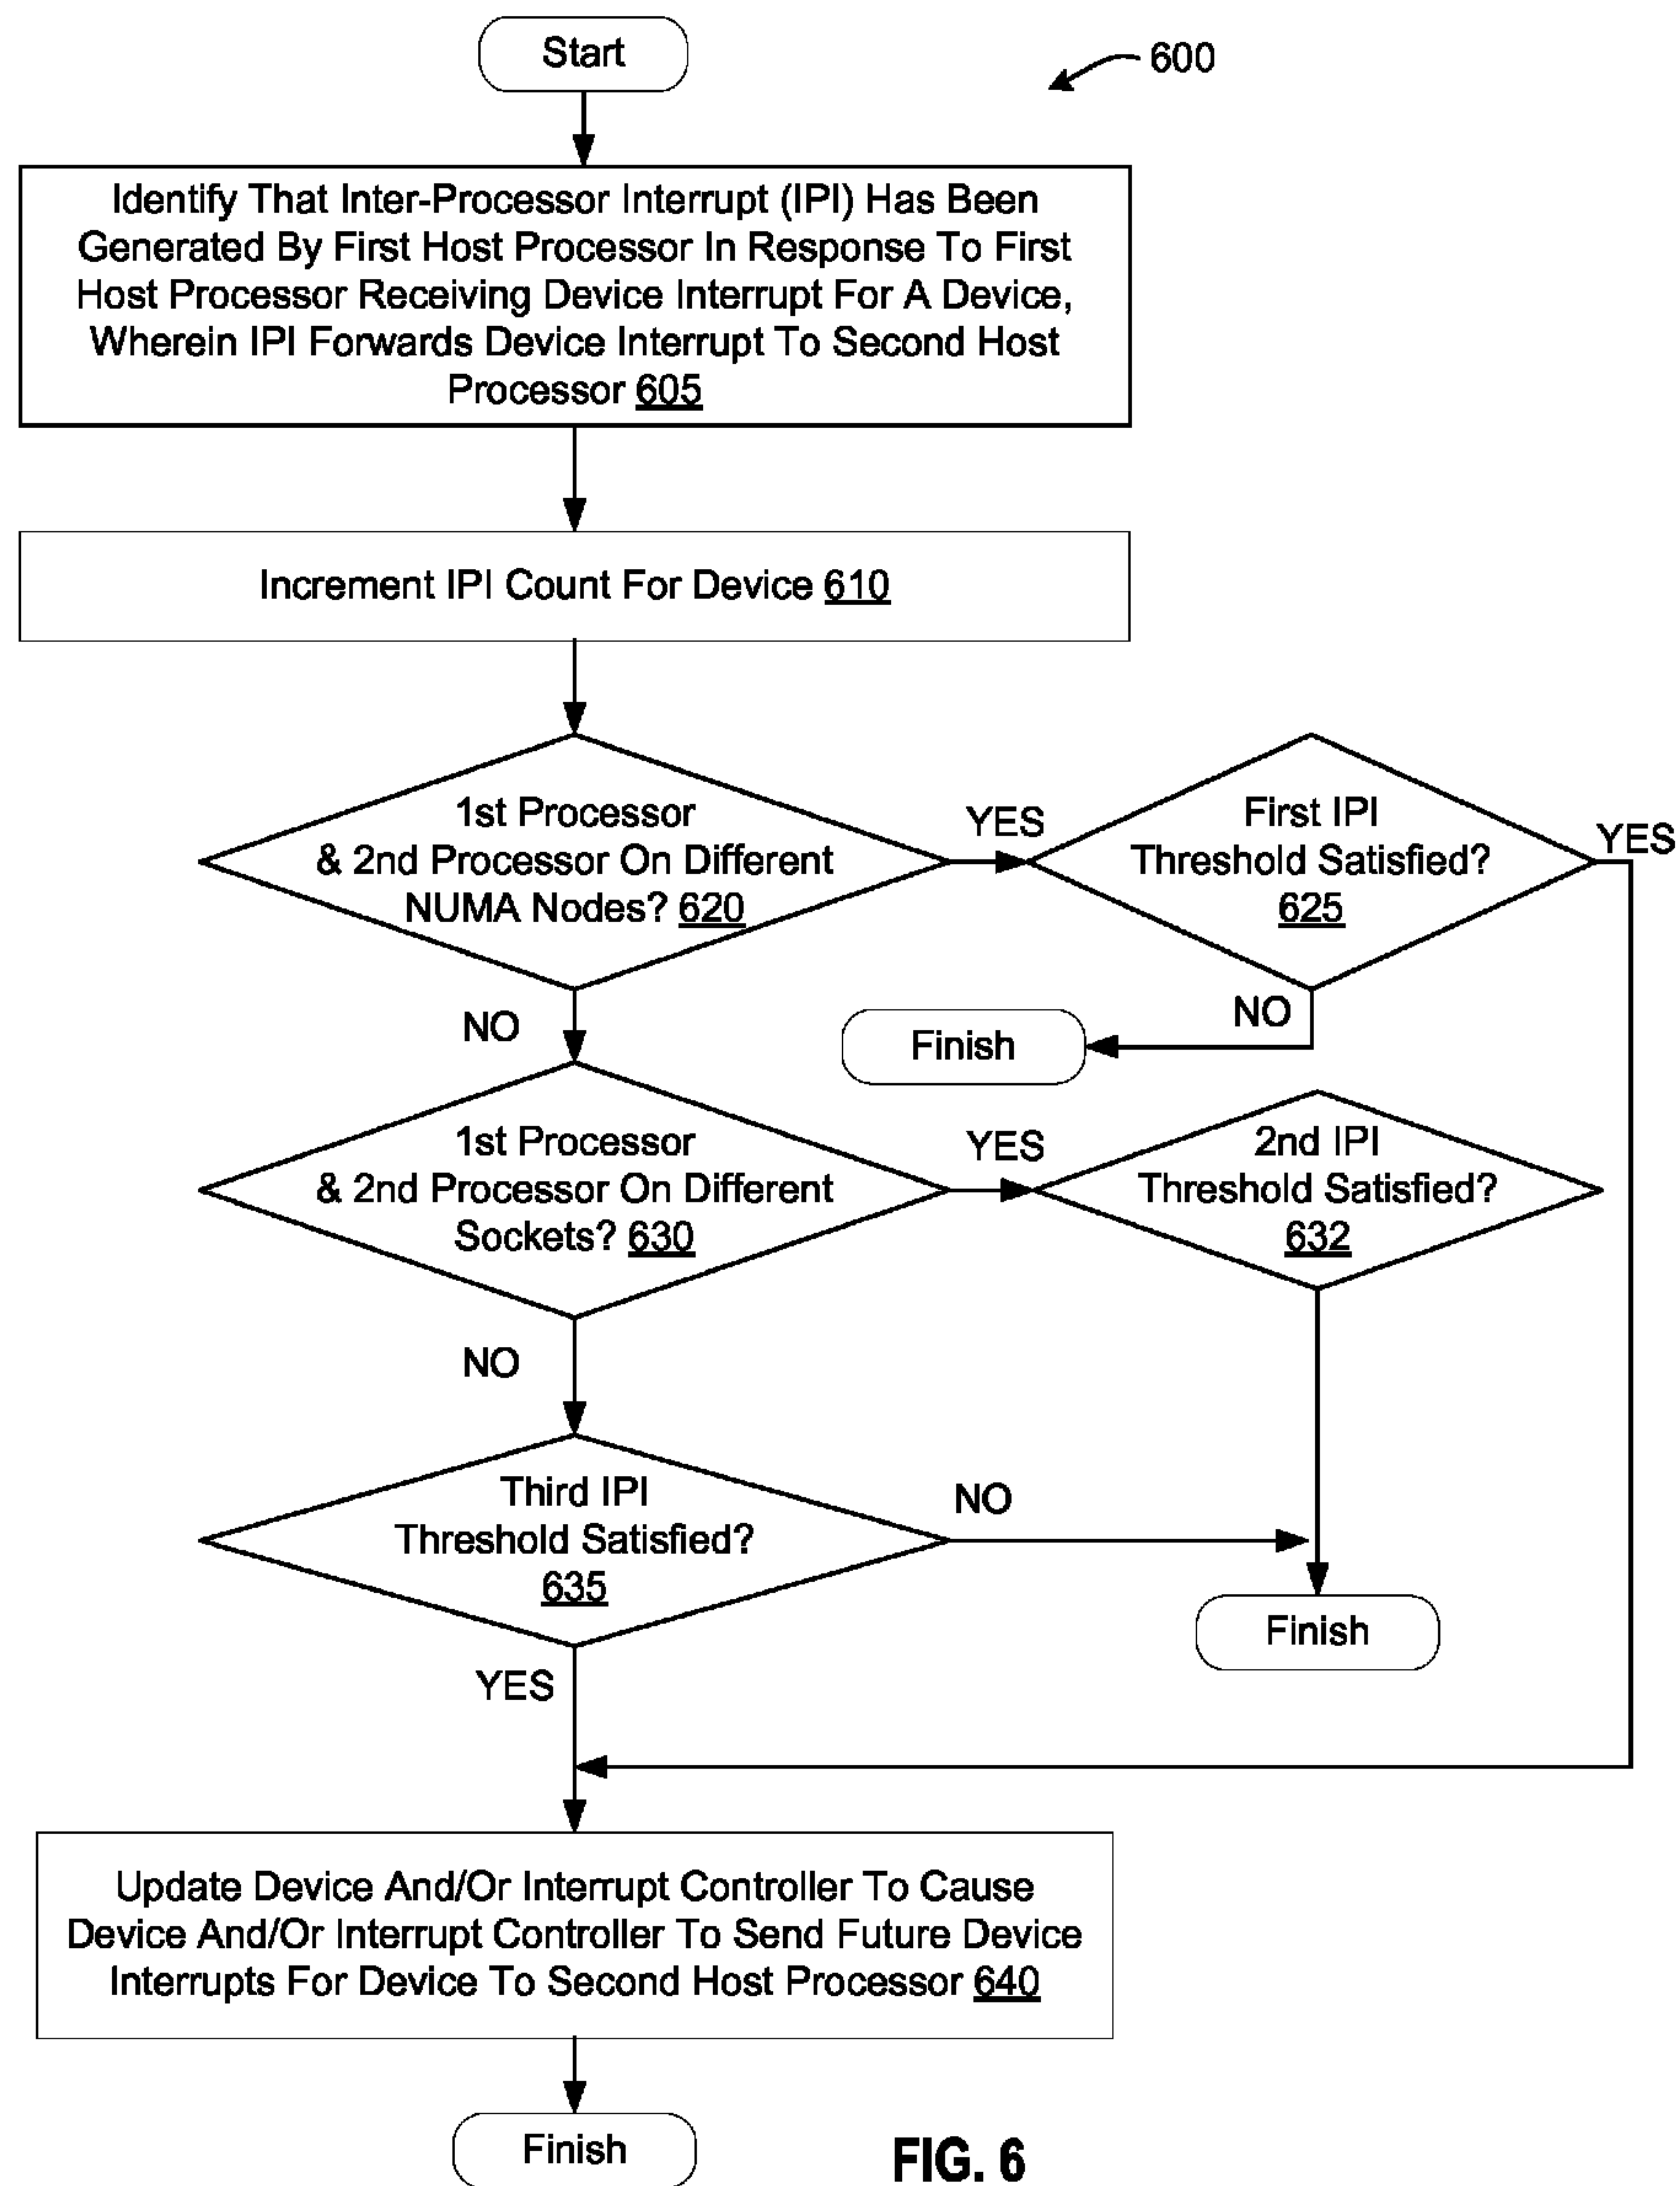 Start
600
Identify That Inter-Processor Interrupt (IPI) Has Been
Generated By First Host Processor In Response To First
Host Processor Receiving Device Interrupt For A Device,
Wherein IPI Forwards Device Interrupt To Second Host
Processor 605
Increment IPI Count For Device 610
1st Processor
& 2nd Processor On Different
NUMA Nodes? 620
YES
First IPI
Threshold Satisfied?
625
YES
NO
NO
Finish
1st Processor
& 2nd Processor On Different
Sockets? 630
YES
2nd IPI
Threshold Satisfied?
632
NO
Third IPI
Threshold Satisfied?
635
NO
Finish
YES
Update Device And/Or Interrupt Controller To Cause
Device And/Or Interrupt Controller To Send Future Device
Interrupts For Device To Second Host Processor 640
Finish
FIG. 6